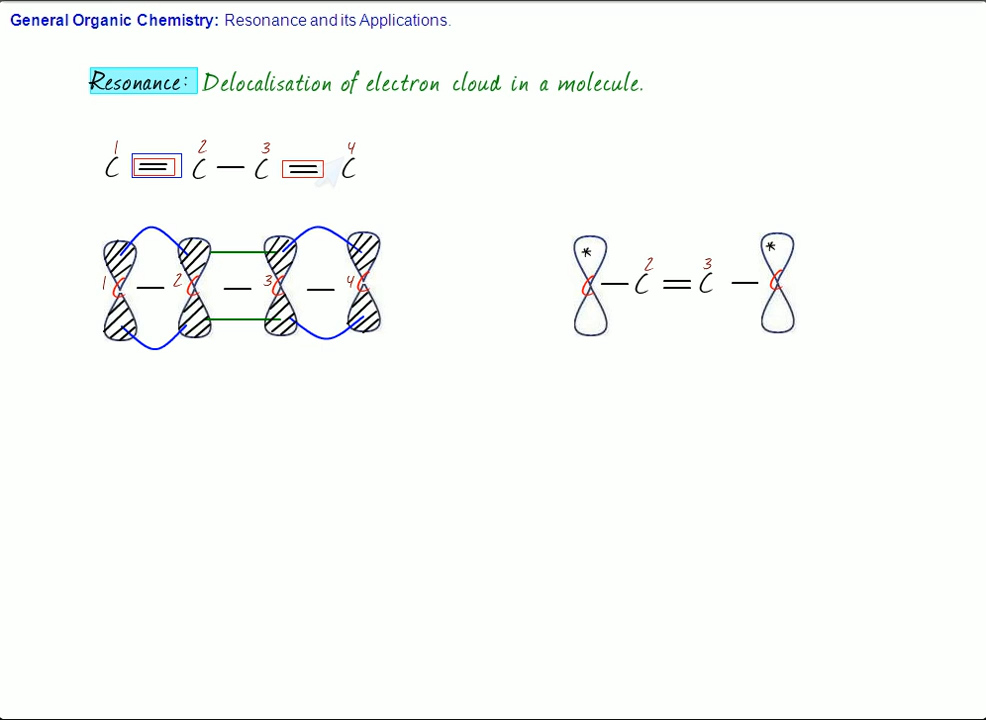 General Organic Chemistry: Resonance and its Applications.
Resonance: Delocalisation of electron cloud in a molecule.
1 2 3 4
C = C — C = C
1 C — 2 C — 3 C — 4 C
* 2 3 *
C — C = C — C